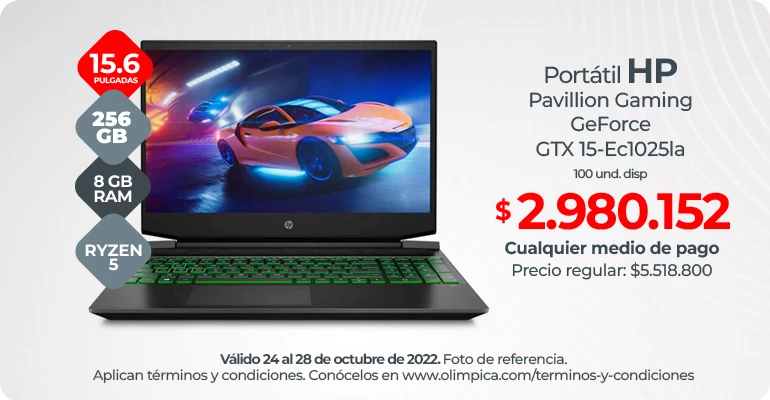 15.6
PULGADAS
256
GB
8 GB
RAM
RYZEN
5
hp
Portátil HP
Pavillion Gaming
GeForce
GTX 15-Ec1025la
100 und. disp
$ 2.980.152
Cualquier medio de pago
Precio regular: $5.518.800
Válido 24 al 28 de octubre de 2022. Foto de referencia.
Aplican términos y condiciones. Conócelos en www.olimpica.com/terminos-y-condiciones